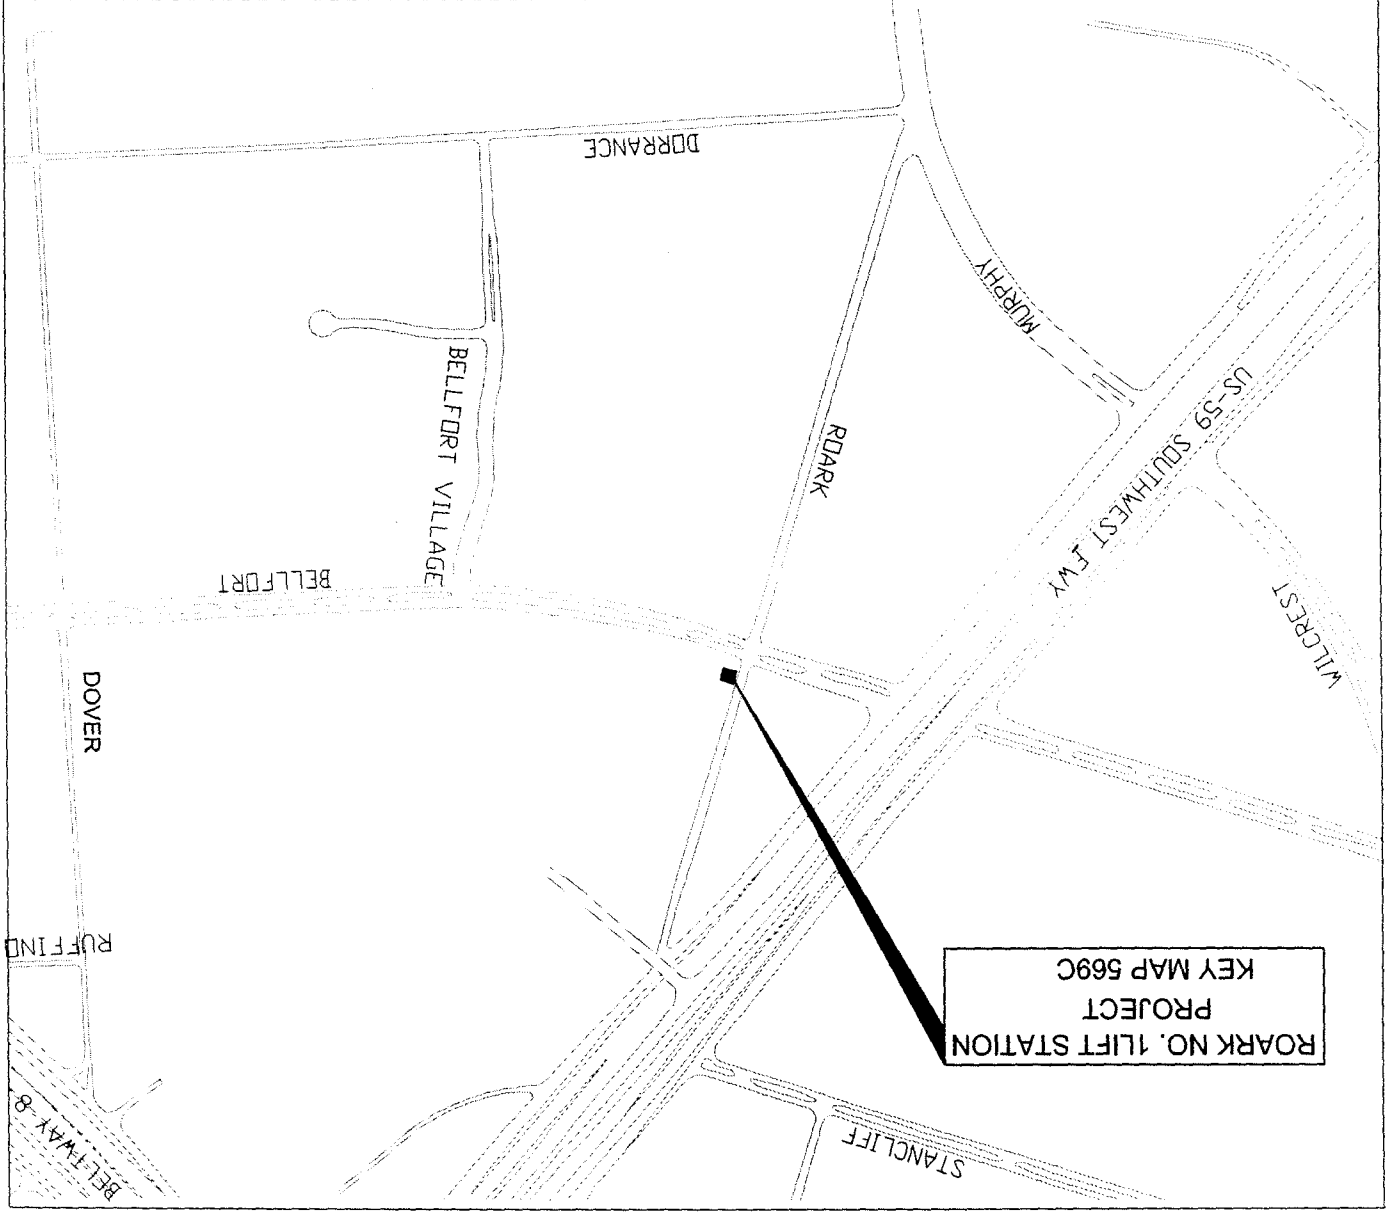 ROARK NO. 1LIFT STATION
PROJECT
KEY MAP 569C
STANCLIFF
BELTWAY 8
RUFFINO
DOVER
WILCREST
BELLFORT
US-59 SOUTHWEST FWY
BELLFORT VILLAGE
ROARK
MURPHY
DORRANCE